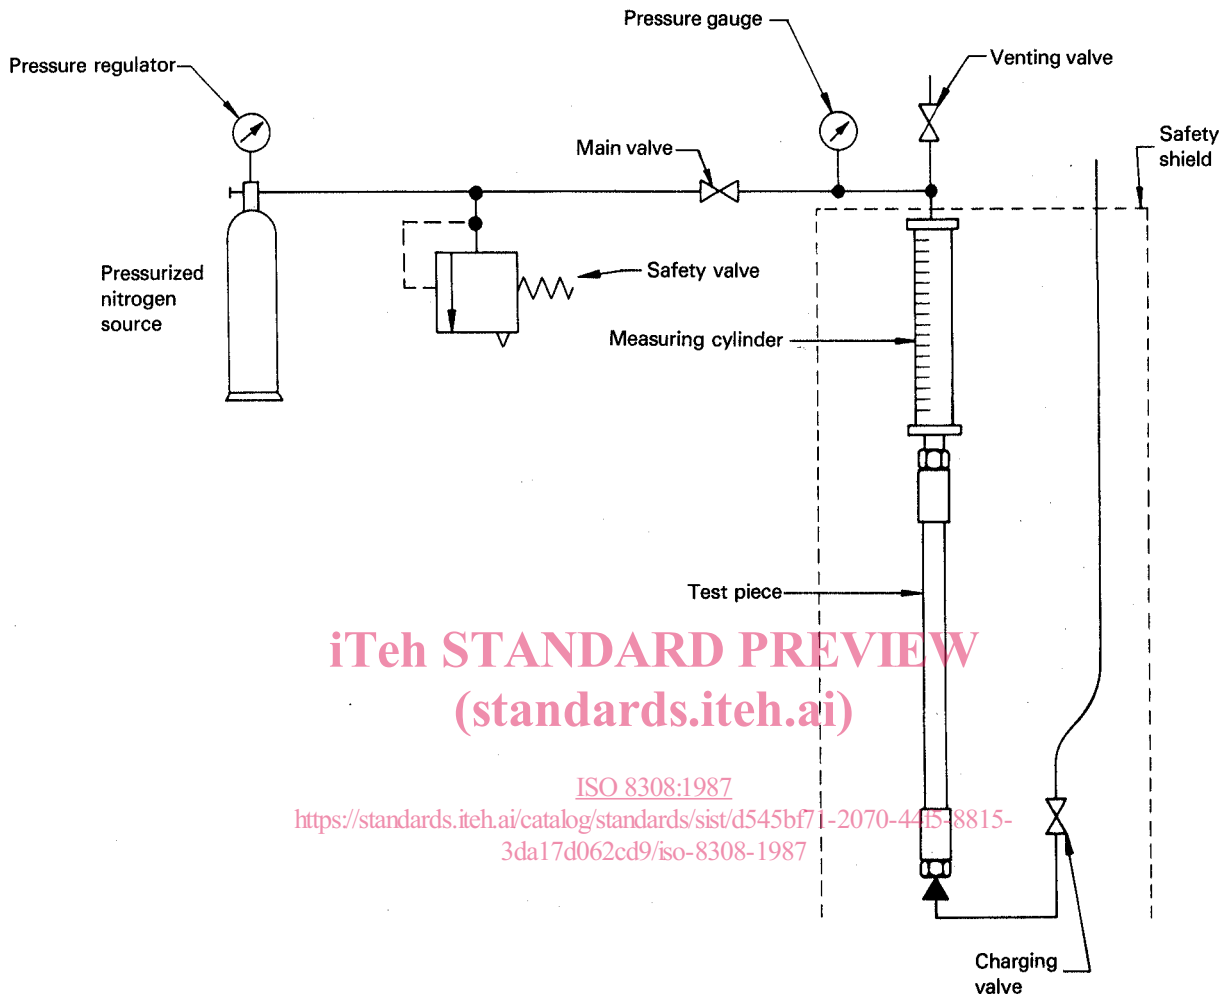 Pressure gauge
Venting valve
Pressure regulator
Safety
shield
Main valve
Pressurized
nitrogen
source
Safety valve
Measuring cylinder
Test piece
iTeh STANDARD PREVIEW
(standards.iteh.ai)
ISO 8308:1987
https://standards.iteh.ai/catalog/standards/sist/d545bf71-2070-44f5-8815-
3da17d062cd9/iso-8308-1987
Charging
valve